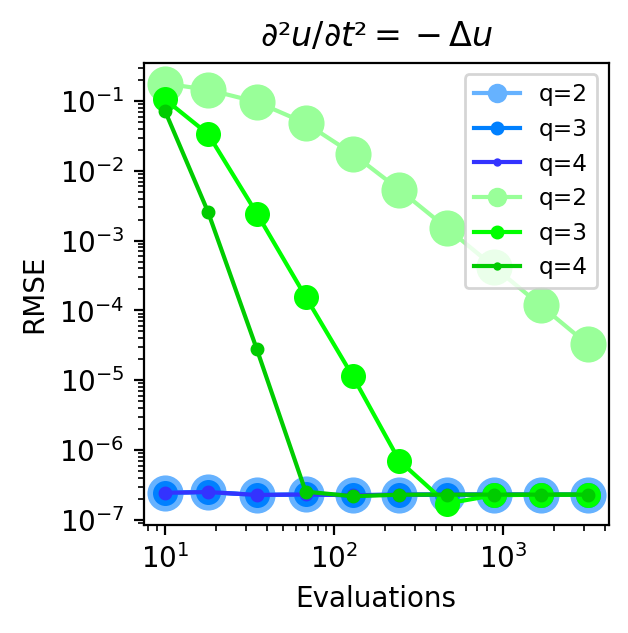 ∂²u/∂t² = − Δu
10⁻¹
10⁻²
10⁻³
10⁻⁴
10⁻⁵
10⁻⁶
10⁻⁷
RMSE
q=2
q=3
q=4
q=2
q=3
q=4
10¹ 10² 10³
Evaluations